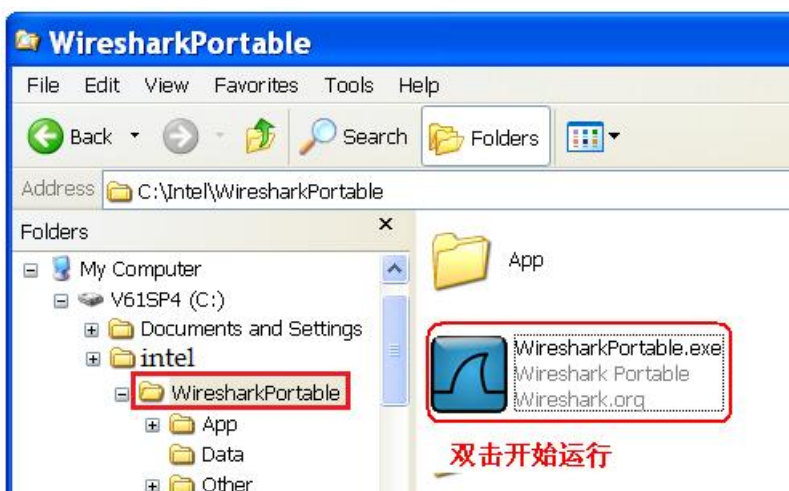 WiresharkPortable
File Edit View Favorites Tools Help
Back Search Folders
Address C:\Intel\WiresharkPortable
Folders
My Computer
V61SP4 (C:)
Documents and Settings
intel
WiresharkPortable
App
Data
Other
App
WiresharkPortable.exe
Wireshark Portable
Wireshark.org
双击开始运行